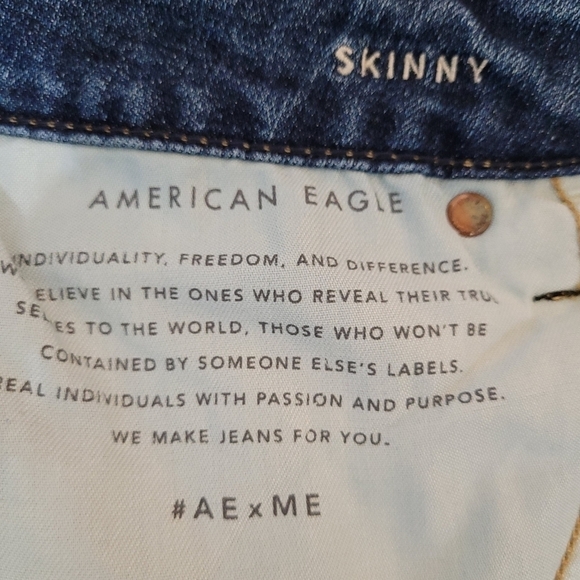 SKINNY
AMERICAN EAGLE
INDIVIDUALITY, FREEDOM, AND DIFFERENCE.
ELIEVE IN THE ONES WHO REVEAL THEIR TRU
SEL ES TO THE WORLD, THOSE WHO WON'T BE
CONTAINED BY SOMEONE ELSE'S LABELS.
REAL INDIVIDUALS WITH PASSION AND PURPOSE.
WE MAKE JEANS FOR YOU.
#AExME